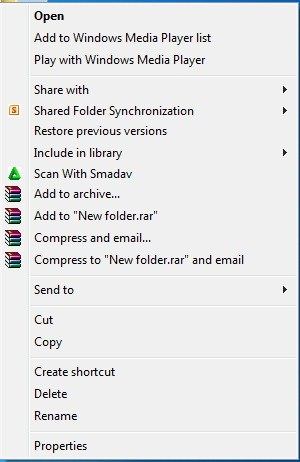 Open
Add to Windows Media Player list
Play with Windows Media Player
Share with
Shared Folder Synchronization
Restore previous versions
Include in library
Scan With Smadav
Add to archive...
Add to "New folder.rar"
Compress and email...
Compress to "New folder.rar" and email
Send to
Cut
Copy
Create shortcut
Delete
Rename
Properties